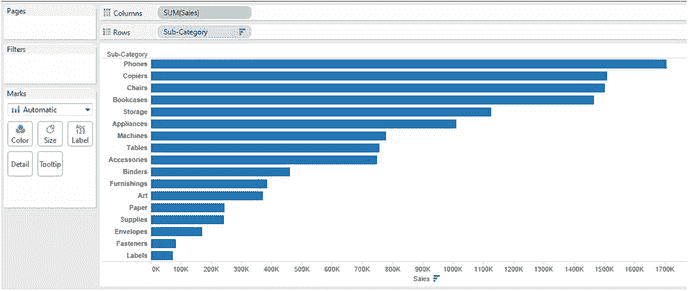 Pages
Columns SUM(Sales)
Rows Sub-Category
Filters
Marks
Automatic
Color Size Label
Detail Tooltip
Sub-Category
Phones
Copiers
Chairs
Bookcases
Storage
Appliances
Machines
Tables
Accessories
Binders
Furnishings
Art
Paper
Supplies
Envelopes
Fasteners
Labels
0K 100K 200K 300K 400K 500K 600K 700K 800K 900K 1000K 1100K 1200K 1300K 1400K 1500K 1600K 1700K
Sales